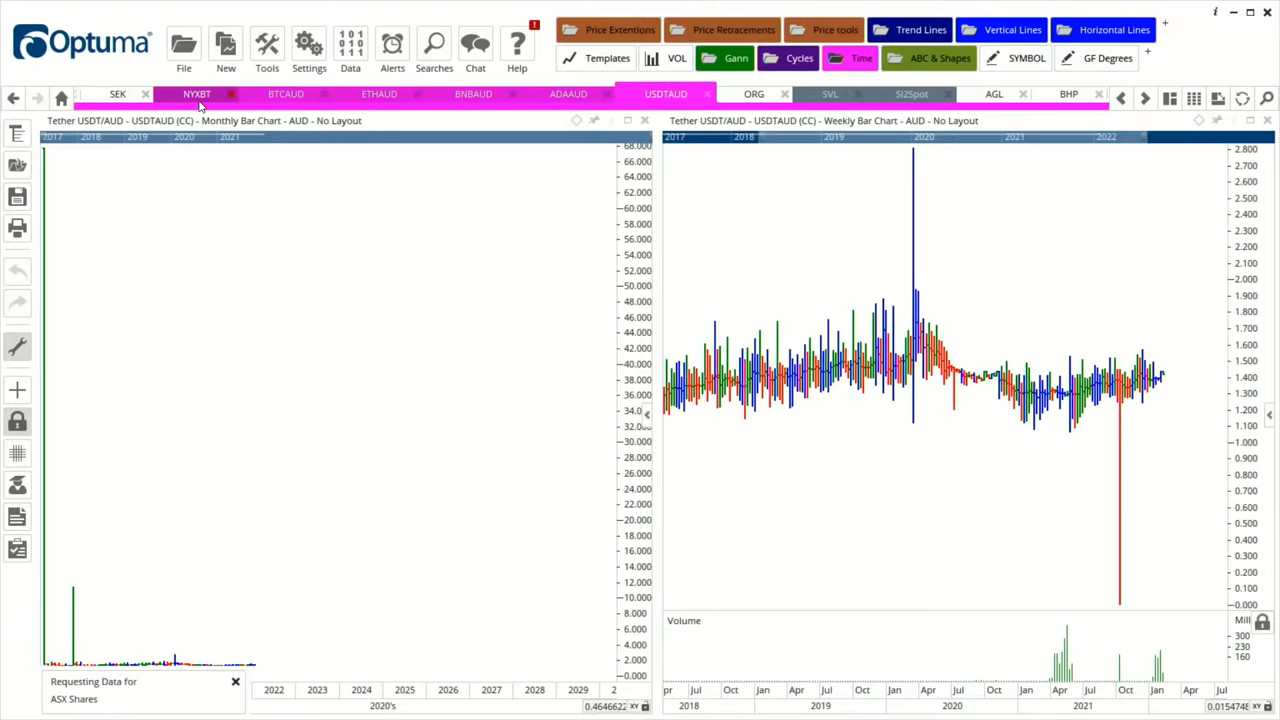 Optuma
File
New
Tools
Settings
Data
Alerts
Searches
Chat
Help
!
Price Extentions
Price Retracements
Price tools
Trend Lines
Vertical Lines
Horizontal Lines
Templates
VOL
Gann
Cycles
Time
ABC & Shapes
SYMBOL
GF Degrees
SEK
NYXBT
BTCAUD
ETHAUD
BNBAUD
ADAAUD
USDTAUD
ORG
SVL
SI2Spot
AGL
BHP
Tether USDT/AUD - USDTAUD (CC) - Monthly Bar Chart - AUD - No Layout
2017 2018 2019 2020 2021
68.000
66.000
64.000
62.000
60.000
58.000
56.000
54.000
52.000
50.000
48.000
46.000
44.000
42.000
40.000
38.000
36.000
34.0
32.000
30.000
28.000
26.000
24.000
22.000
20.000
18.000
16.000
14.000
12.000
10.000
8.000
6.000
4.000
2.000
0.000
Requesting Data for
ASX Shares
2022 2023 2024 2025 2026 2027 2028 2029 2
2020's
0.4646622 XY
Tether USDT/AUD - USDTAUD (CC) - Weekly Bar Chart - AUD - No Layout
2017 2018 2019 2020 2021 2022
2.800
2.700
2.600
2.500
2.400
2.300
2.200
2.100
2.000
1.900
1.800
1.700
1.600
1.500
1.400
1.300
1.200
1.100
1.000
0.900
0.800
0.700
0.600
0.500
0.400
0.300
0.200
0.100
0.000
Volume
Mill
300
230
160
pr Jul Oct Jan Apr Jul Oct Jan Apr Jul Oct Jan Apr Jul Oct Jan Apr Jul
2018 2019 2020 2021
0.0154748 XY